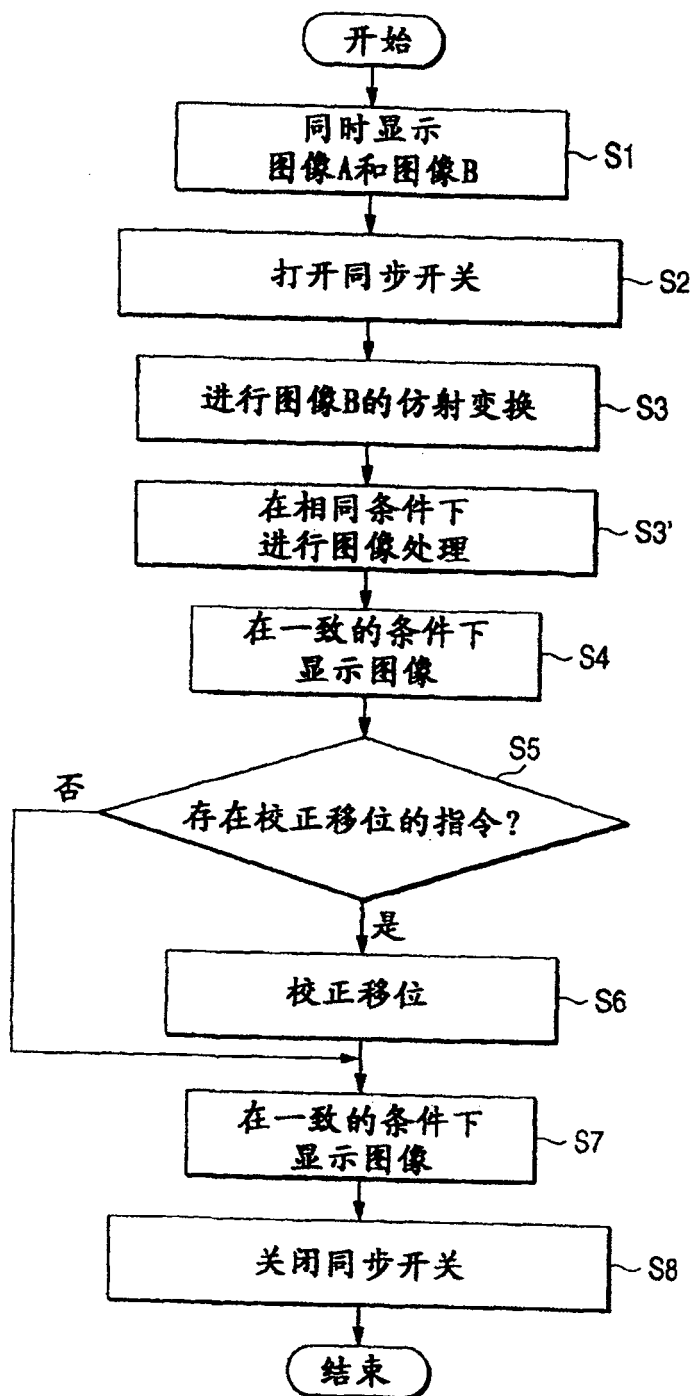 开始
同时显示
图像A和图像B
S1
打开同步开关
S2
进行图像B的仿射变换
S3
在相同条件下
进行图像处理
S3'
在一致的条件下
显示图像
S4
S5
否
存在校正移位的指令?
是
校正移位
S6
在一致的条件下
显示图像
S7
关闭同步开关
S8
结束